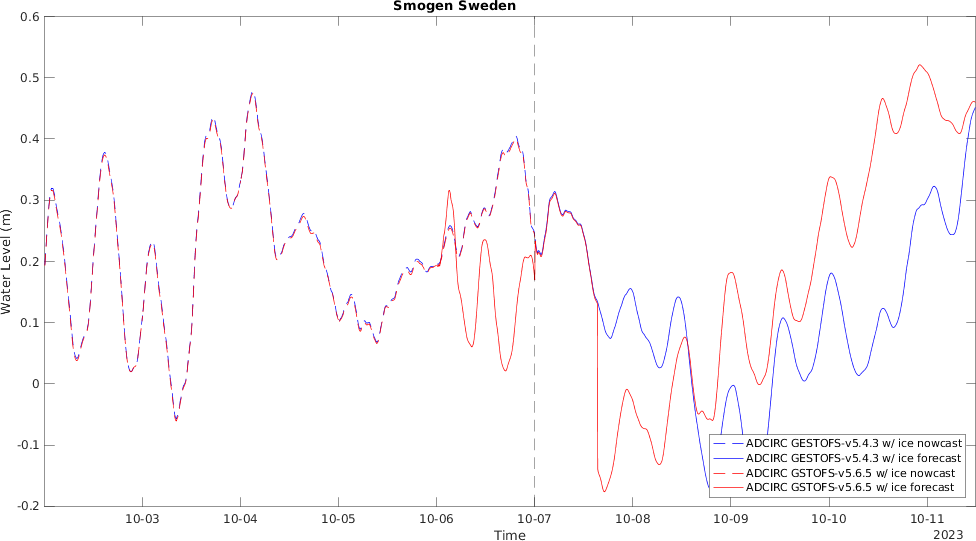 Smogen Sweden
0.6
0.5
0.4
0.3
0.2
0.1
0
-0.1
-0.2
Water Level (m)
ADCIRC GESTOFS-v5.4.3 w/ ice nowcast
ADCIRC GESTOFS-v5.4.3 w/ ice forecast
ADCIRC GSTOFS-v5.6.5 w/ ice nowcast
ADCIRC GSTOFS-v5.6.5 w/ ice forecast
10-03 10-04 10-05 10-06 10-07 10-08 10-09 10-10 10-11
Time
2023